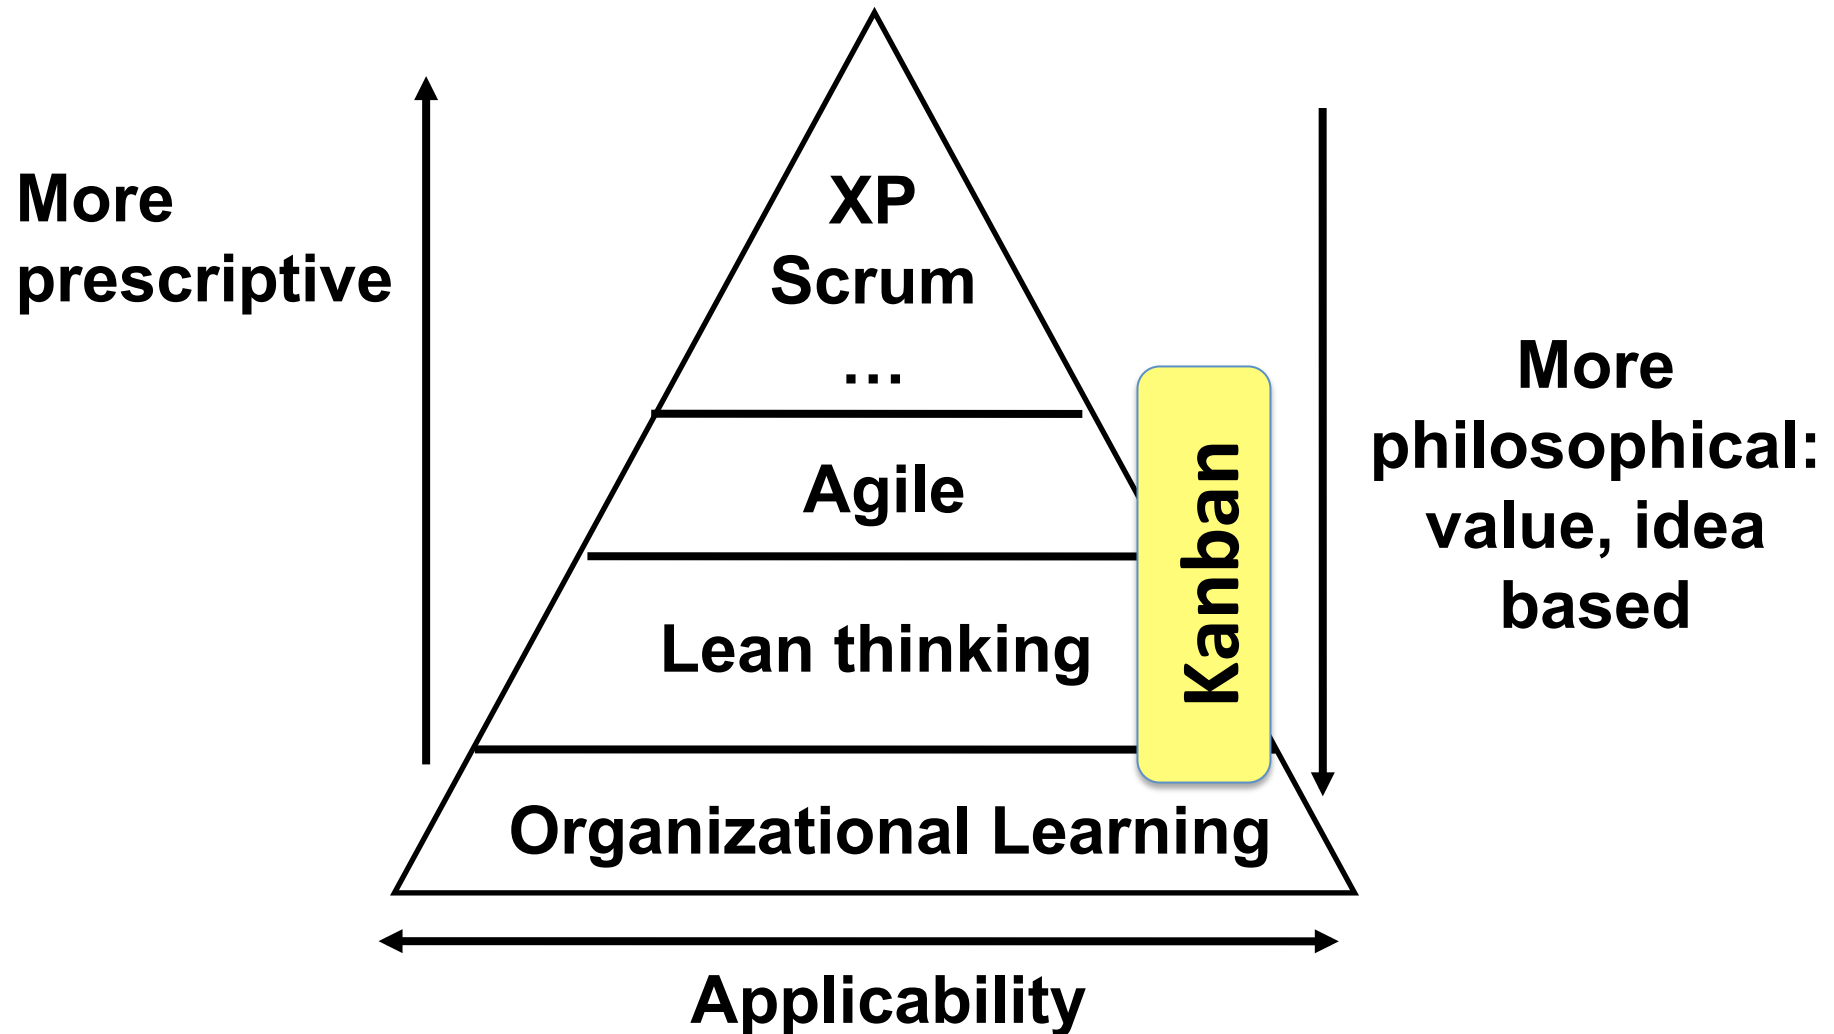 More
prescriptive
XP
Scrum
…
Agile
Lean thinking
Organizational Learning
Kanban
More
philosophical:
value, idea
based
Applicability